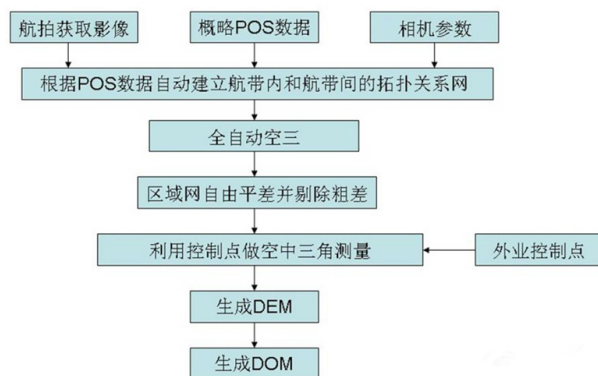 航拍获取影像
概略POS数据
相机参数
根据POS数据自动建立航带内和航带间的拓扑关系网
全自动空三
区域网自由平差并剔除粗差
利用控制点做空中三角测量
外业控制点
生成DEM
生成DOM